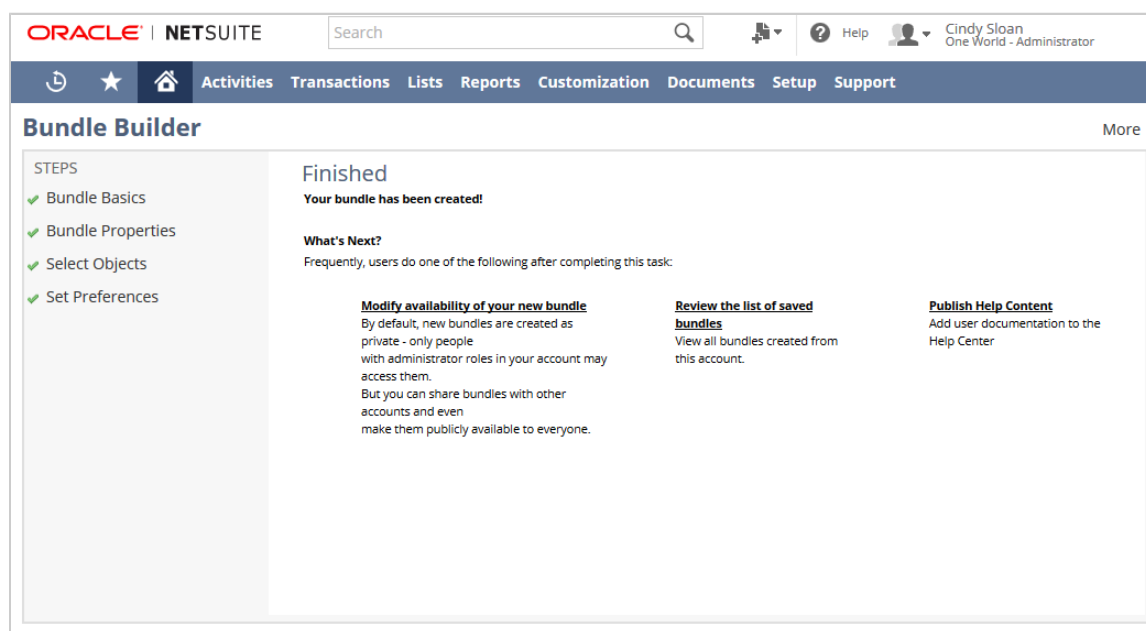 ORACLE | NETSUITE
Search
Help
Cindy Sloan
One World - Administrator
Activities Transactions Lists Reports Customization Documents Setup Support
Bundle Builder
More
STEPS
Bundle Basics
Bundle Properties
Select Objects
Set Preferences
Finished
Your bundle has been created!
What's Next?
Frequently, users do one of the following after completing this task:
Modify availability of your new bundle
By default, new bundles are created as
private - only people
with administrator roles in your account may
access them.
But you can share bundles with other
accounts and even
make them publicly available to everyone.
Review the list of saved
bundles
View all bundles created from
this account.
Publish Help Content
Add user documentation to the
Help Center